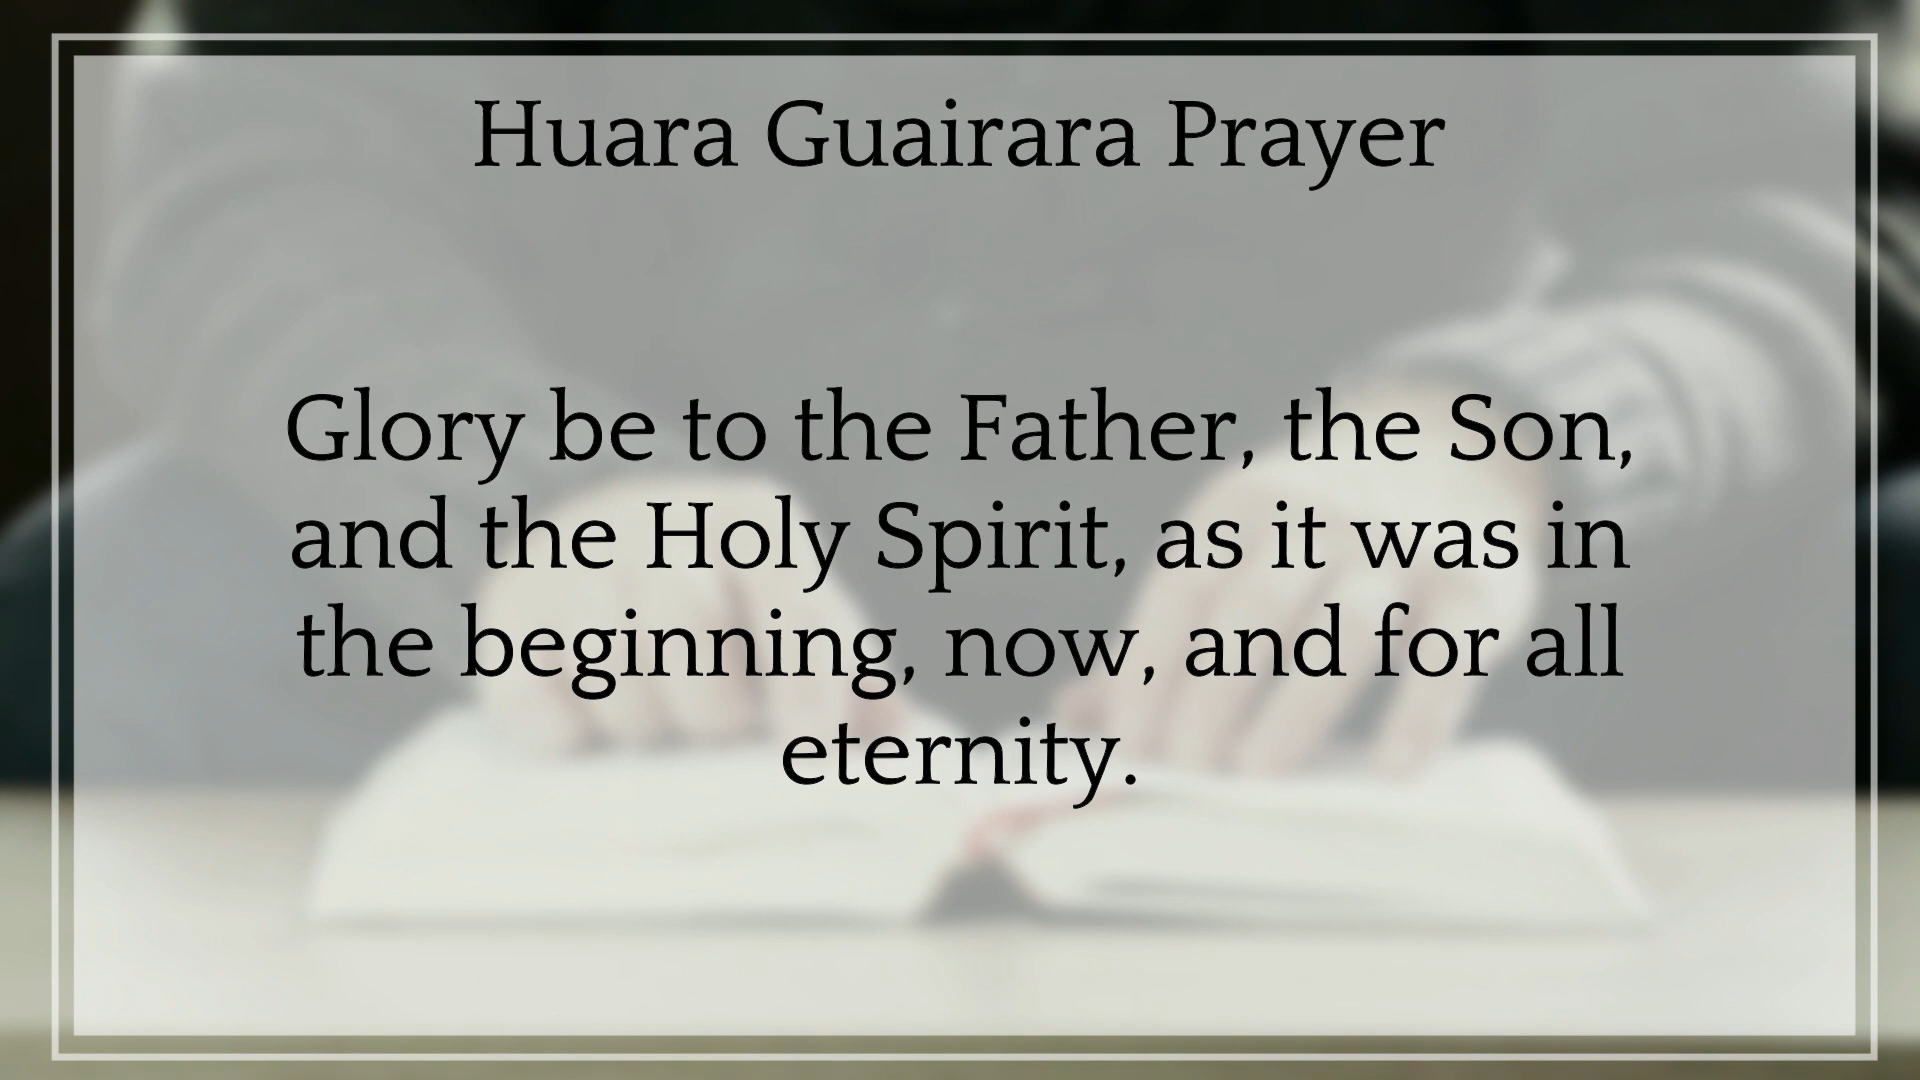 Huara Guairara Prayer
Glory be to the Father, the Son,
and the Holy Spirit, as it was in
the beginning, now, and for all
eternity.